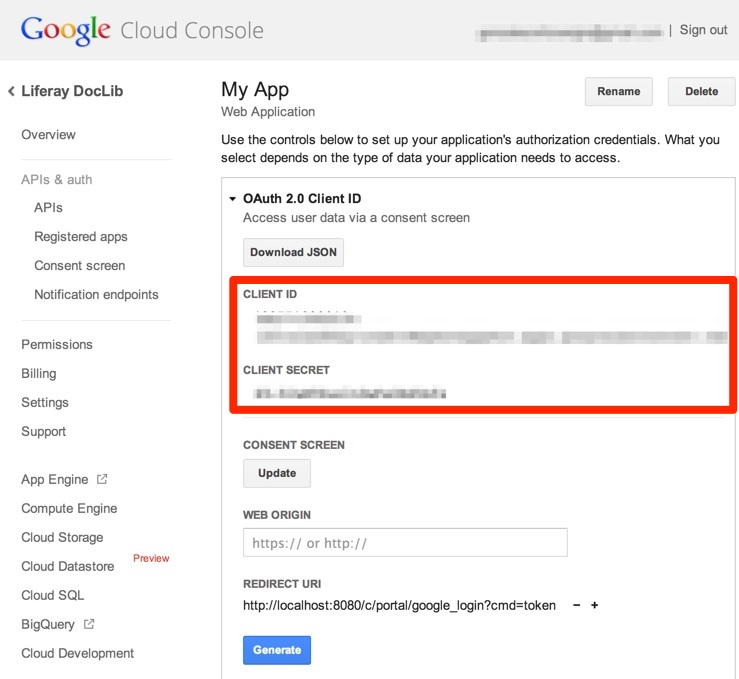 Google Cloud Console
| Sign out
Liferay DocLib
Overview
APIs & auth
APIs
Registered apps
Consent screen
Notification endpoints
Permissions
Billing
Settings
Support
App Engine
Compute Engine
Cloud Storage
Cloud Datastore Preview
Cloud SQL
BigQuery
Cloud Development
My App
Rename
Delete
Web Application
Use the controls below to set up your application's authorization credentials. What you
select depends on the type of data your application needs to access.
OAuth 2.0 Client ID
Access user data via a consent screen
Download JSON
CLIENT ID
CLIENT SECRET
CONSENT SCREEN
Update
WEB ORIGIN
https:// or http://
REDIRECT URI
http://localhost:8080/c/portal/google_login?cmd=token − +
Generate